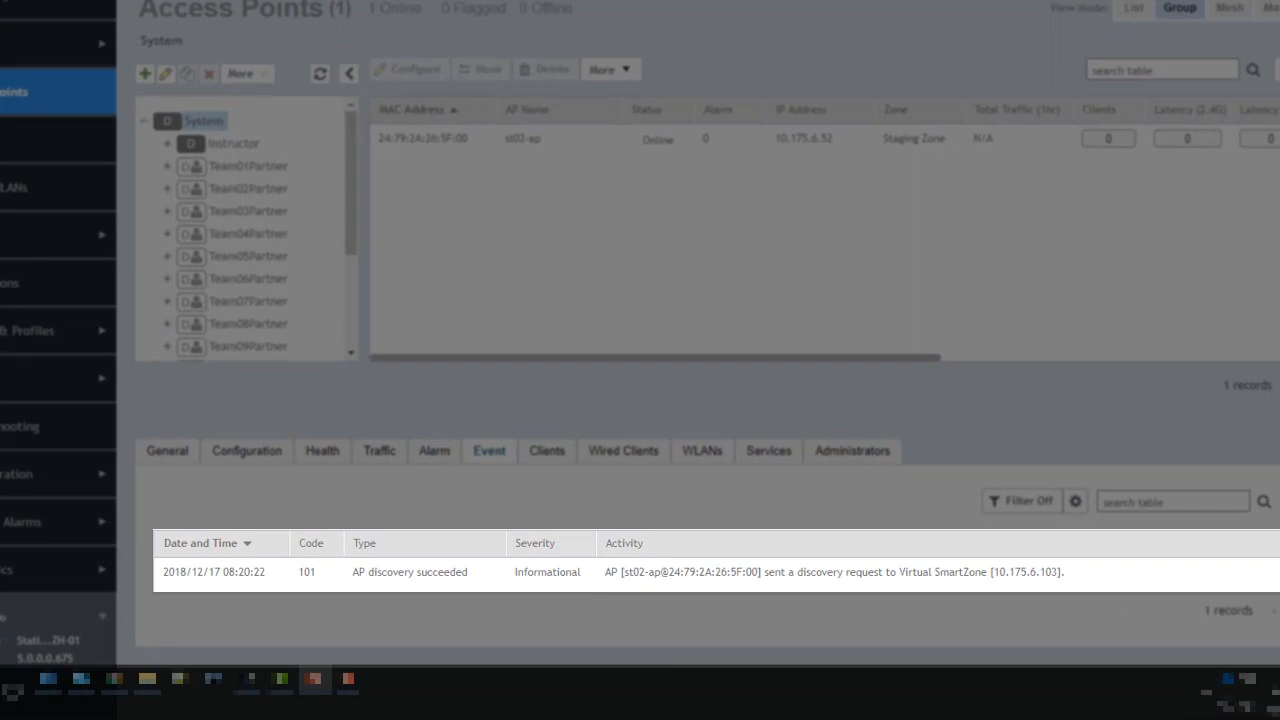 Access Points (1) 1 Online 0 Flagged 0 Offline
View mode: List Group Mesh
System
More
Configure Move Delete More search table
MAC Address AP Name Status Alarm IP Address Zone Total Traffic (1hr) Clients Latency (2.4G) Latency
24:79:2A:26:5F:00 st02-ap Online 0 10.175.6.52 Staging Zone N/A 0 0 0
D System
D Instructor
D Team01Partner
D Team02Partner
D Team03Partner
D Team04Partner
D Team05Partner
D Team06Partner
D Team07Partner
D Team08Partner
D Team09Partner
oints
LANs
ons
& Profiles
hooting
ration
Alarms
cs
o ?
Stati...ZH-01
5.0.0.0.675
1 records
General Configuration Health Traffic Alarm Event Clients Wired Clients WLANs Services Administrators
Filter Off search table
Date and Time Code Type Severity Activity
2018/12/17 08:20:22 101 AP discovery succeeded Informational AP [st02-ap@24:79:2A:26:5F:00] sent a discovery request to Virtual SmartZone [10.175.6.103].
1 records